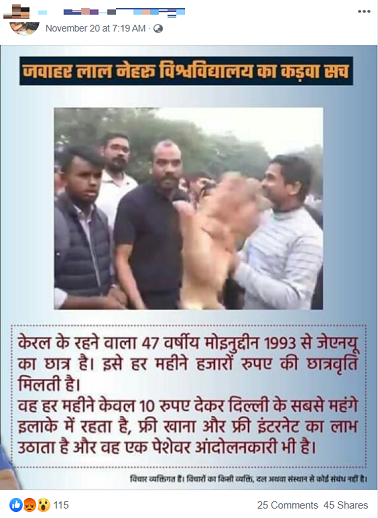 November 20 at 7:19 AM ·
जवाहर लाल नेहरू विश्वविद्यालय का कड़वा सच
केरल के रहने वाला 47 वर्षीय मोइनुद्दीन 1993 से जेएनयू
का छात्र है। इसे हर महीने हजारों रुपए की छात्रवृति
मिलती है।
वह हर महीने केवल 10 रुपए देकर दिल्ली के सबसे महंगे
इलाके में रहता है, फ्री खाना और फ्री इंटरनेट का लाभ
उठाता है और वह एक पेशेवर आंदोलनकारी भी है।
विचार व्यक्तिगत हैं। विचारों का किसी व्यक्ति, दल अथवा संस्थान से कोई संबंध नहीं है।
115
25 Comments 45 Shares